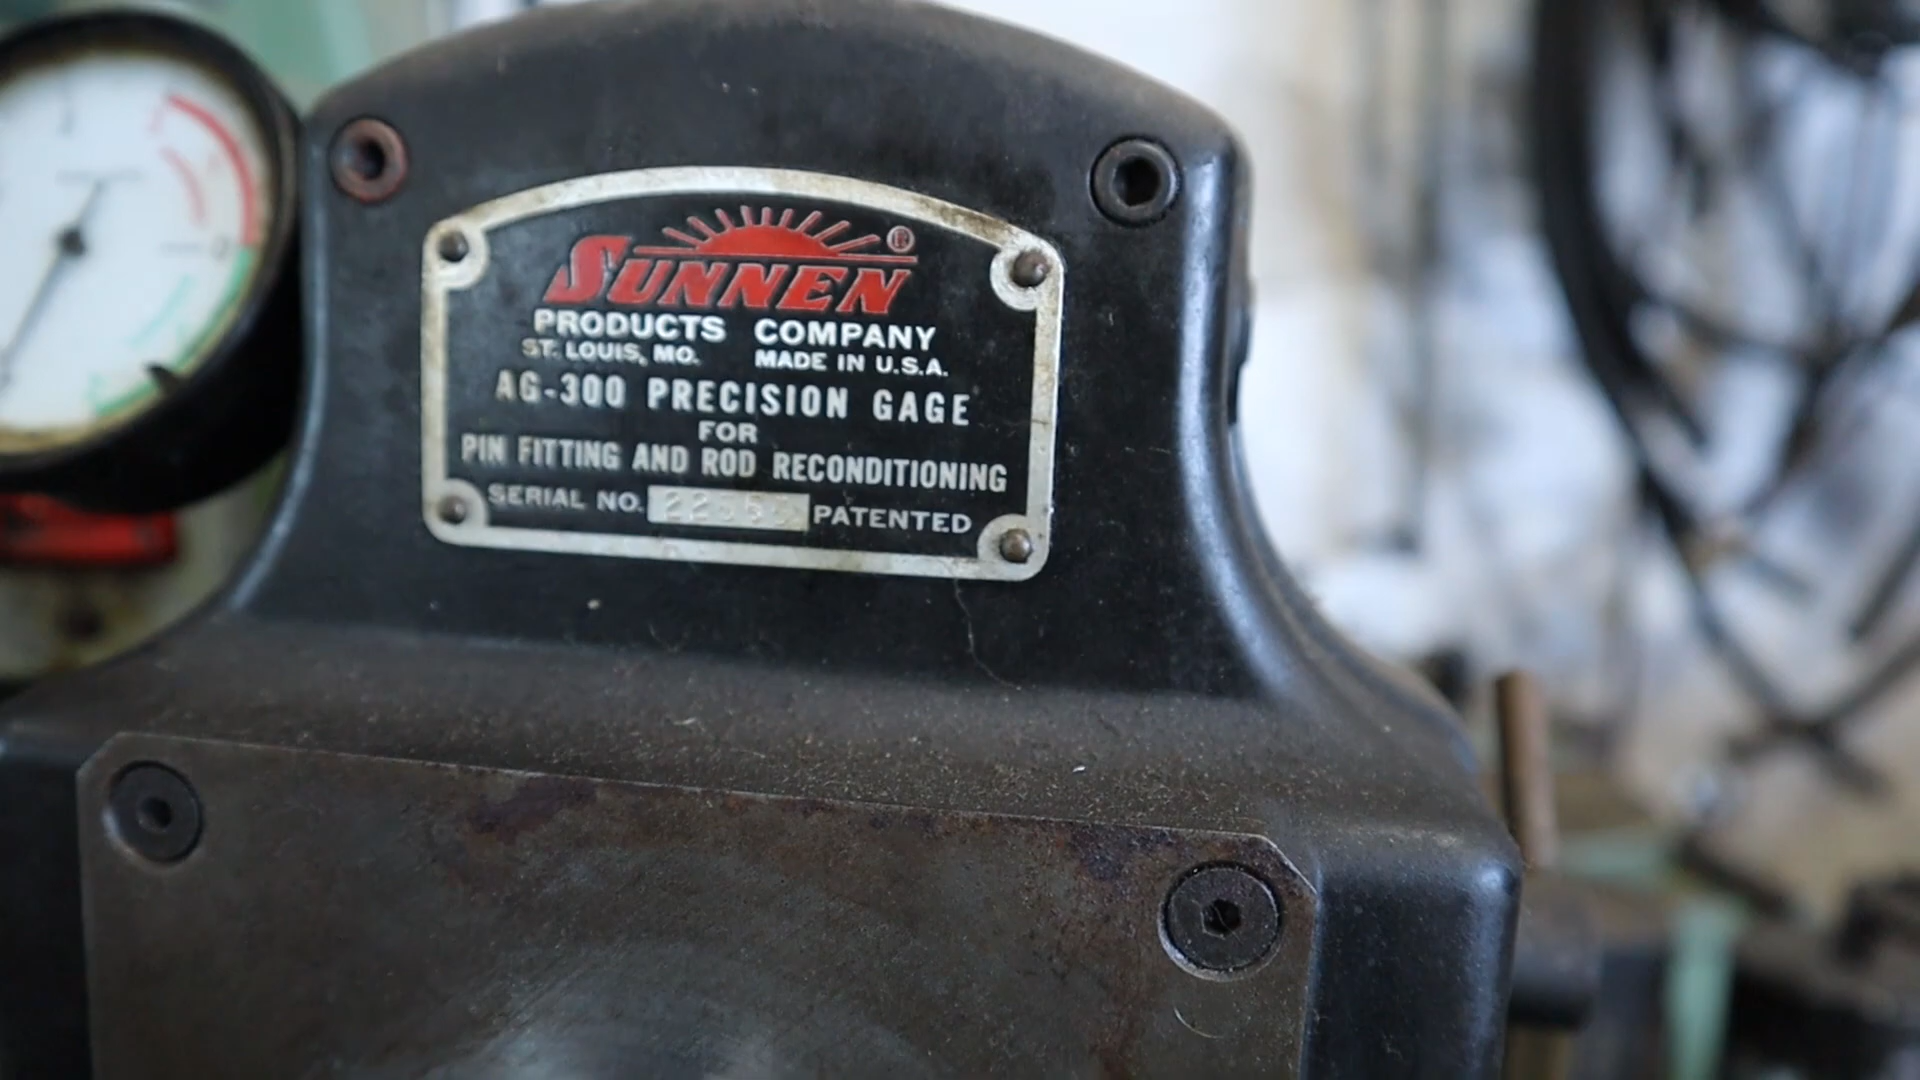 SUNNEN®
PRODUCTS COMPANY
ST. LOUIS, MO. MADE IN U.S.A.
AG-300 PRECISION GAGE
FOR
PIN FITTING AND ROD RECONDITIONING
SERIAL NO. PATENTED